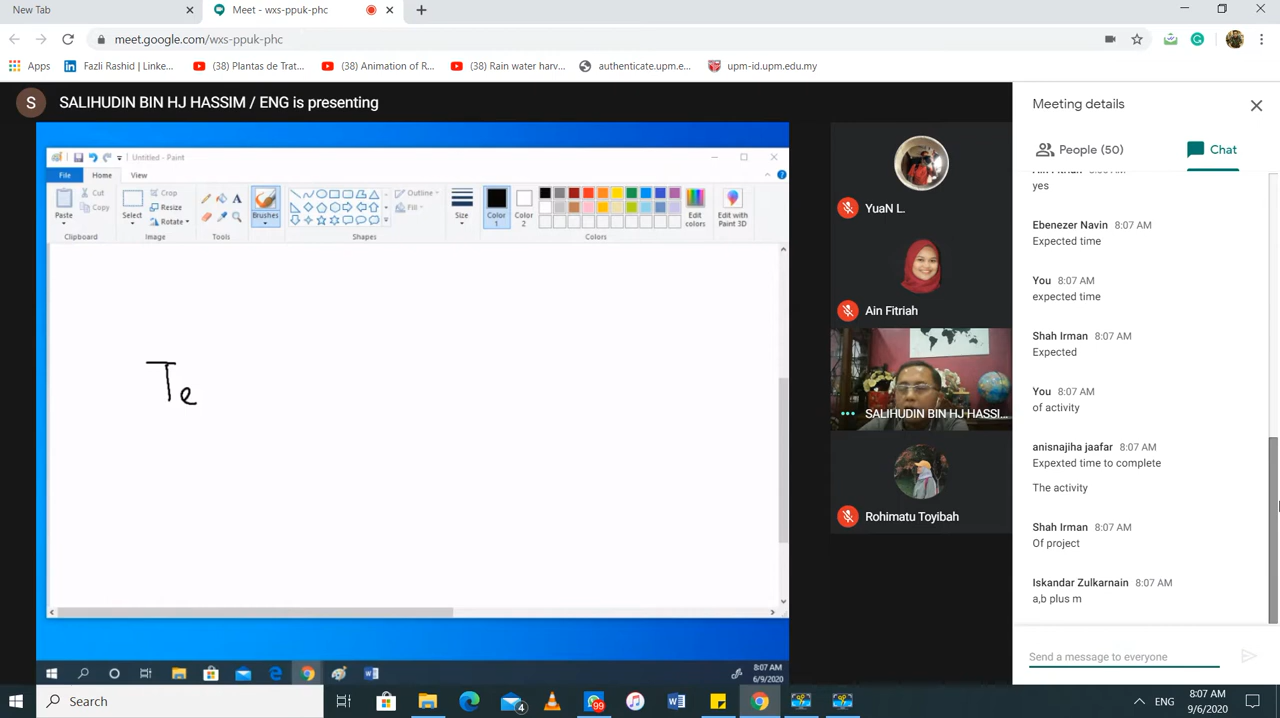 New Tab
Meet - wxs-ppuk-phc
meet.google.com/wxs-ppuk-phc
Apps
Fazli Rashid | Linke...
(38) Plantas de Trat...
(38) Animation of R...
(38) Rain water harv...
authenticate.upm.e...
upm-id.upm.edu.my
S
SALIHUDIN BIN HJ HASSIM / ENG is presenting
Untitled - Paint
File
Home
View
Paste
Cut
Copy
Clipboard
Select
Crop
Resize
Rotate
Image
A
Tools
Brushes
Shapes
Outline
Fill
Size
Color 1
Color 2
Edit colors
Colors
Edit with Paint 3D
Te
8:07 AM
6/9/2020
YuaN L.
Ain Fitriah
SALIHUDIN BIN HJ HASSI...
Rohimatu Toyibah
Meeting details
People (50)
Chat
yes
Ebenezer Navin 8:07 AM
Expected time
You 8:07 AM
expected time
Shah Irman 8:07 AM
Expected
You 8:07 AM
of activity
anisnajiha jaafar 8:07 AM
Expexted time to complete
The activity
Shah Irman 8:07 AM
Of project
Iskandar Zulkarnain 8:07 AM
a,b plus m
Send a message to everyone
Search
4
99
ENG
8:07 AM
9/6/2020